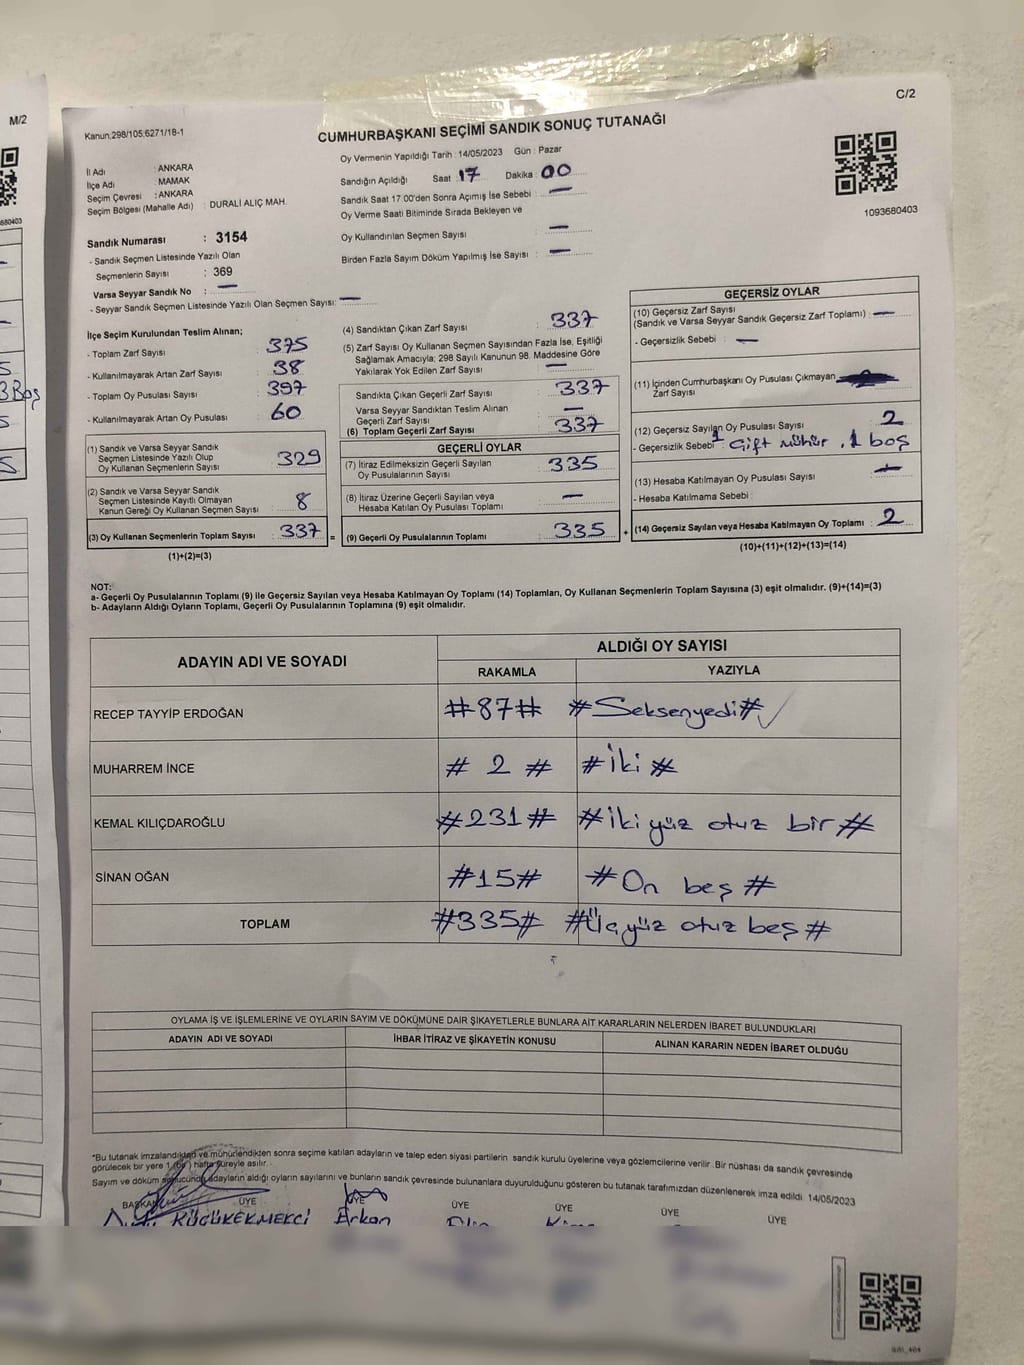 M/2
C/2
Kanun;298/105;6271/18-1
CUMHURBAŞKANI SEÇİMİ SANDIK SONUÇ TUTANAĞI
1093680403
İl Adı : ANKARA
İlçe Adı : MAMAK
Seçim Çevresi : ANKARA
Seçim Bölgesi (Mahalle Adı) : DURALİ ALIÇ MAH.
Sandık Numarası : 3154
- Sandık Seçmen Listesinde Yazılı Olan
Seçmenlerin Sayısı : 369
Varsa Seyyar Sandık No : —
- Seyyar Sandık Seçmen Listesinde Yazılı Olan Seçmen Sayısı: —
Oy Vermenin Yapıldığı Tarih : 14/05/2023 Gün : Pazar
Sandığın Açıldığı Saat : 17 Dakika : 00
Sandık Saat 17:00'den Sonra Açımış İse Sebebi : —
Oy Verme Saati Bitiminde Sırada Bekleyen ve
Oy Kullandırılan Seçmen Sayısı : —
Birden Fazla Sayım Döküm Yapılmış İse Sayısı : —
İlçe Seçim Kurulundan Teslim Alınan;
- Toplam Zarf Sayısı : 375
- Kullanılmayarak Artan Zarf Sayısı : 38
- Toplam Oy Pusulası Sayısı : 397
- Kullanılmayarak Artan Oy Pusulası : 60
(1) Sandık ve Varsa Seyyar Sandık
Seçmen Listesinde Yazılı Olup
Oy Kullanan Seçmenlerin Sayısı : 329
(2) Sandık ve Varsa Seyyar Sandık
Seçmen Listesinde Kayıtlı Olmayan
Kanun Gereği Oy Kullanan Seçmen Sayısı : 8
(3) Oy Kullanan Seçmenlerin Toplam Sayısı : 337 =
(1)+(2)=(3)
(4) Sandıktan Çıkan Zarf Sayısı : 337
(5) Zarf Sayısı Oy Kullanan Seçmen Sayısından Fazla İse, Eşitliği
Sağlamak Amacıyla; 298 Sayılı Kanunun 98. Maddesine Göre
Yakılarak Yok Edilen Zarf Sayısı : —
Sandıkta Çıkan Geçerli Zarf Sayısı : 337
Varsa Seyyar Sandıktan Teslim Alınan
Geçerli Zarf Sayısı : —
(6) Toplam Geçerli Zarf Sayısı : 337
GEÇERLİ OYLAR
(7) İtiraz Edilmeksizin Geçerli Sayılan
Oy Pusulalarının Sayısı : 335
(8) İtiraz Üzerine Geçerli Sayılan veya
Hesaba Katılan Oy Pusulası Toplamı : —
(9) Geçerli Oy Pusulalarının Toplamı : 335 +
GEÇERSİZ OYLAR
(10) Geçersiz Zarf Sayısı
(Sandık ve Varsa Seyyar Sandık Geçersiz Zarf Toplamı) : —
- Geçersizlik Sebebi : —
(11) İçinden Cumhurbaşkanı Oy Pusulası Çıkmayan
Zarf Sayısı
(12) Geçersiz Sayılan Oy Pusulası Sayısı : 2
- Geçersizlik Sebebi : 1 Çift mühür, 1 boş
(13) Hesaba Katılmayan Oy Pusulası Sayısı : —
- Hesaba Katılmama Sebebi :
(14) Geçersiz Sayılan veya Hesaba Katılmayan Oy Toplamı : 2
(10)+(11)+(12)+(13)=(14)
NOT:
a- Geçerli Oy Pusulalarının Toplamı (9) ile Geçersiz Sayılan veya Hesaba Katılmayan Oy Toplamı (14) Toplamları, Oy Kullanan Seçmenlerin Toplam Sayısına (3) eşit olmalıdır. (9)+(14)=(3)
b- Adayların Aldığı Oyların Toplamı, Geçerli Oy Pusulalarının Toplamına (9) eşit olmalıdır.
ADAYIN ADI VE SOYADI ALDIĞI OY SAYISI
RAKAMLA YAZIYLA
RECEP TAYYİP ERDOĞAN #87# #Seksenyedi#
MUHARREM İNCE # 2 # #İki#
KEMAL KILIÇDAROĞLU #231# #İki yüz otuz bir#
SİNAN OĞAN #15# #On beş#
TOPLAM #335# #Üçyüz otuz beş#
OYLAMA İŞ VE İŞLEMLERİNE VE OYLARIN SAYIM VE DÖKÜMÜNE DAİR ŞİKAYETLERLE BUNLARA AİT KARARLARIN NELERDEN İBARET BULUNDUKLARI
ADAYIN ADI VE SOYADI İHBAR İTİRAZ VE ŞİKAYETİN KONUSU ALINAN KARARIN NEDEN İBARET OLDUĞU
*Bu tutanak imzalandıktan ve mühürlendikten sonra seçime katılan adayların ve talep eden siyasi partilerin sandık kurulu üyelerine veya gözlemcilerine verilir. Bir nüshası da sandık çevresinde
görülecek bir yere 1 (bir) hafta süreyle asılır.
Sayım ve döküm sonucunda adayların aldığı oyların sayılarını ve bunların sandık çevresinde bulunanlara duyurulduğunu gösteren bu tutanak tarafımızdan düzenlenerek imza edildi. 14/05/2023
BAŞKAN ÜYE ÜYE ÜYE ÜYE ÜYE ÜYE
KÜÇÜKEKMEKCİ Erkan